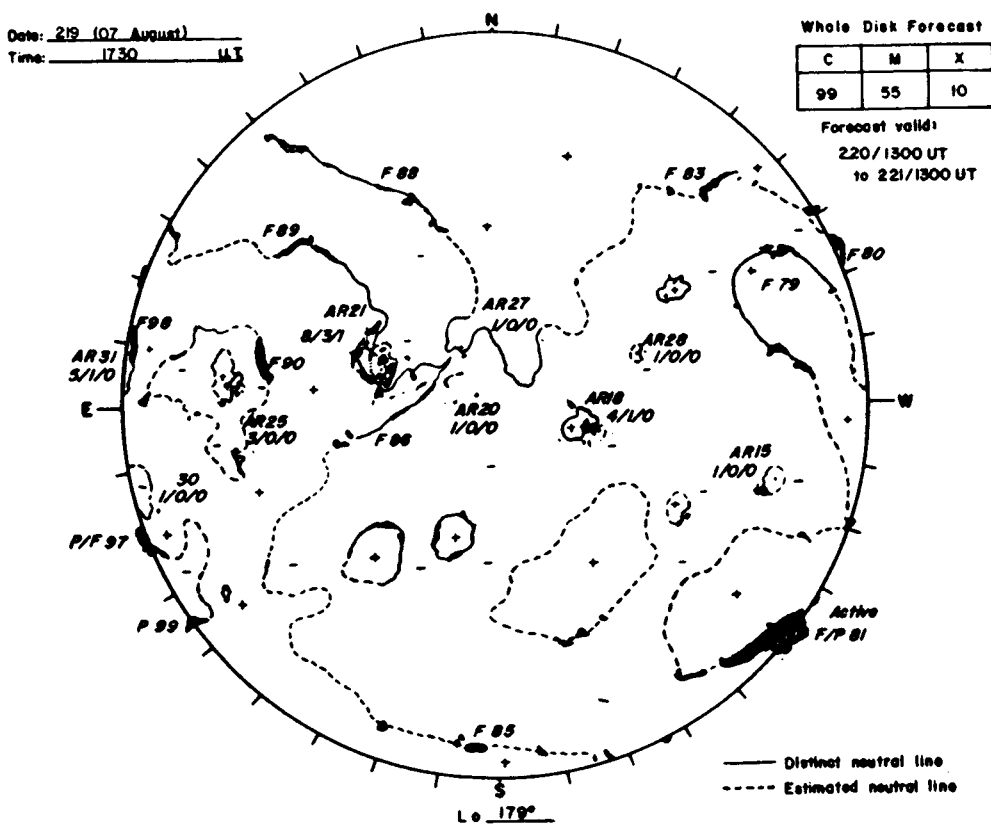 Date: 219 (07 August)
Time: 1730 UT
N
Whole Disk Forecast
C M X
99 55 10
Forecast valid:
220/1300 UT
to 221/1300 UT
F 88
F 83
F 89
F 80
F 79
AR21
8/3/1
AR27
1/0/0
F98
AR31
5/1/0
F90
AR28
1/0/0
E
W
AR20
1/0/0
AR18
4/1/0
AR25
3/0/0
F 86
AR15
1/0/0
30
1/0/0
P/F 97
P 99
Active
F/P 81
F 85
S
Distinct neutral line
Estimated neutral line
Lo 179°